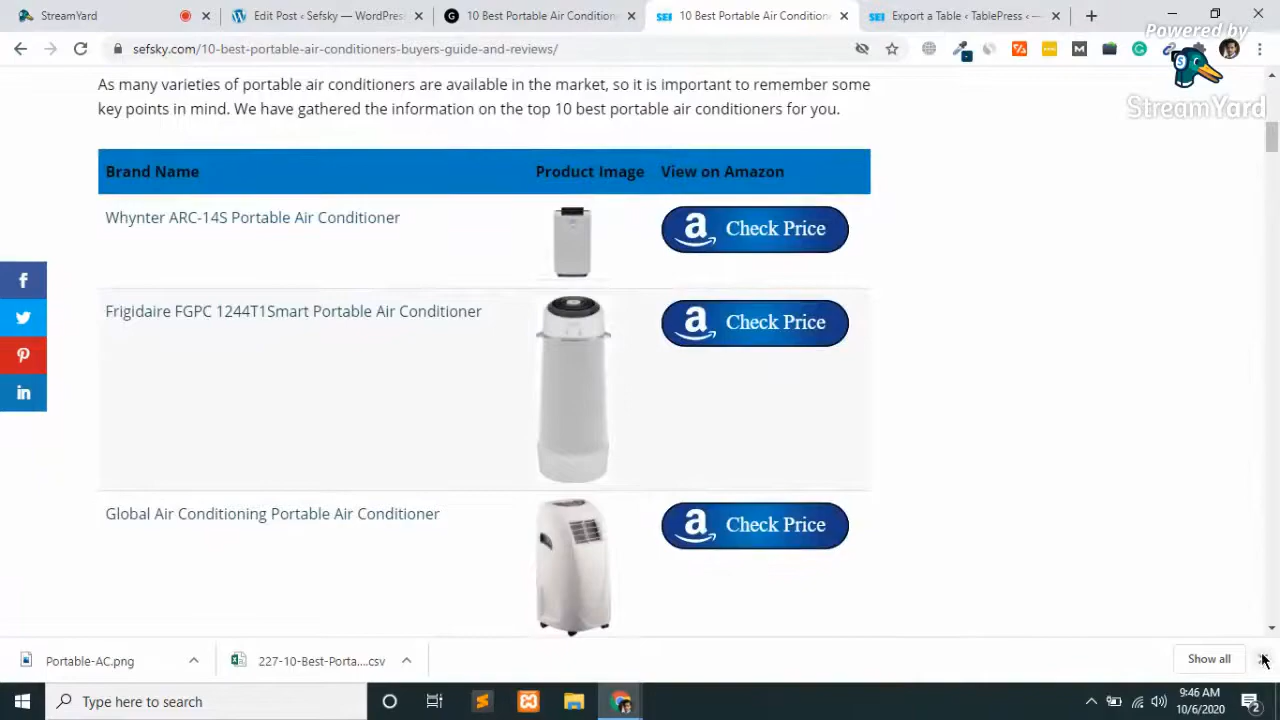 StreamYard
Edit Post ‹ Sefsky — WordPress
10 Best Portable Air Conditione
10 Best Portable Air Conditione
Export a Table ‹ TablePress ‹
Powered by
sefsky.com/10-best-portable-air-conditioners-buyers-guide-and-reviews/
StreamYard
As many varieties of portable air conditioners are available in the market, so it is important to remember some
key points in mind. We have gathered the information on the top 10 best portable air conditioners for you.
Brand Name Product Image View on Amazon
Whynter ARC-14S Portable Air Conditioner
Check Price
Frigidaire FGPC 1244T1Smart Portable Air Conditioner
Check Price
Global Air Conditioning Portable Air Conditioner
Check Price
Portable-AC.png
227-10-Best-Porta....csv
Show all
Type here to search
9:46 AM
10/6/2020
2